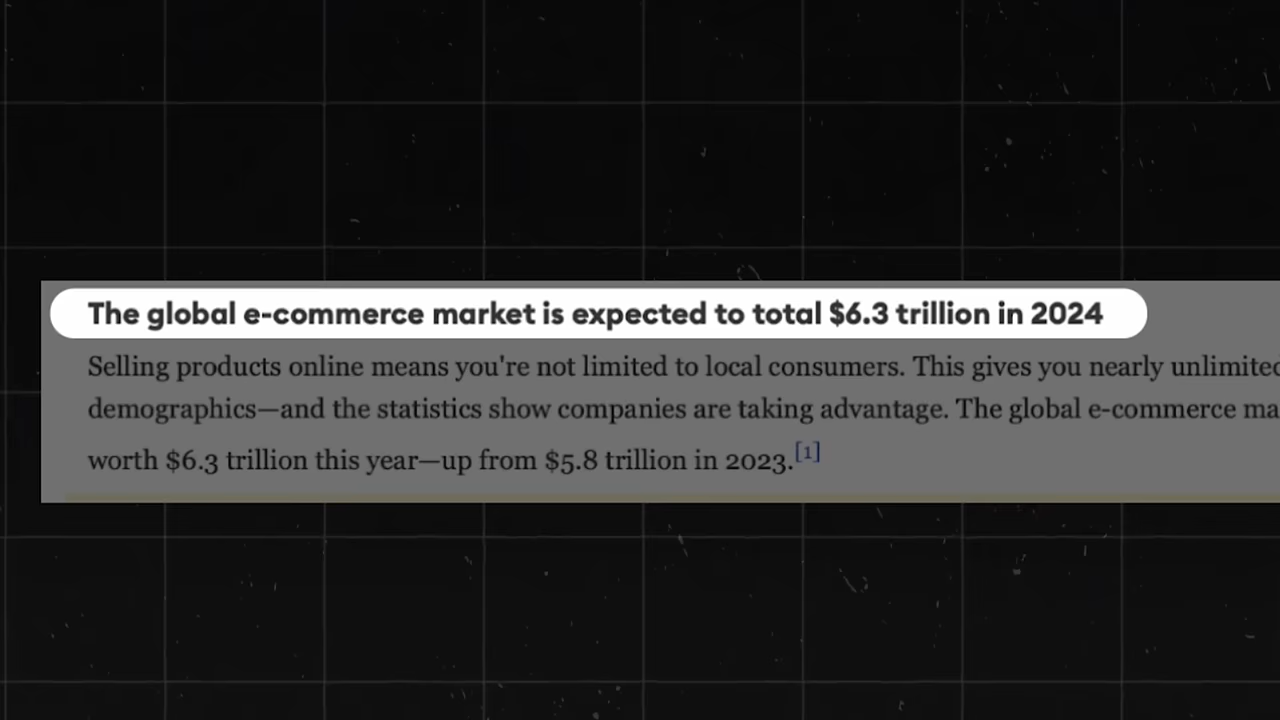 The global e-commerce market is expected to total $6.3 trillion in 2024
Selling products online means you're not limited to local consumers. This gives you nearly unlimited
demographics—and the statistics show companies are taking advantage. The global e-commerce
worth $6.3 trillion this year—up from $5.8 trillion in 2023.[1]